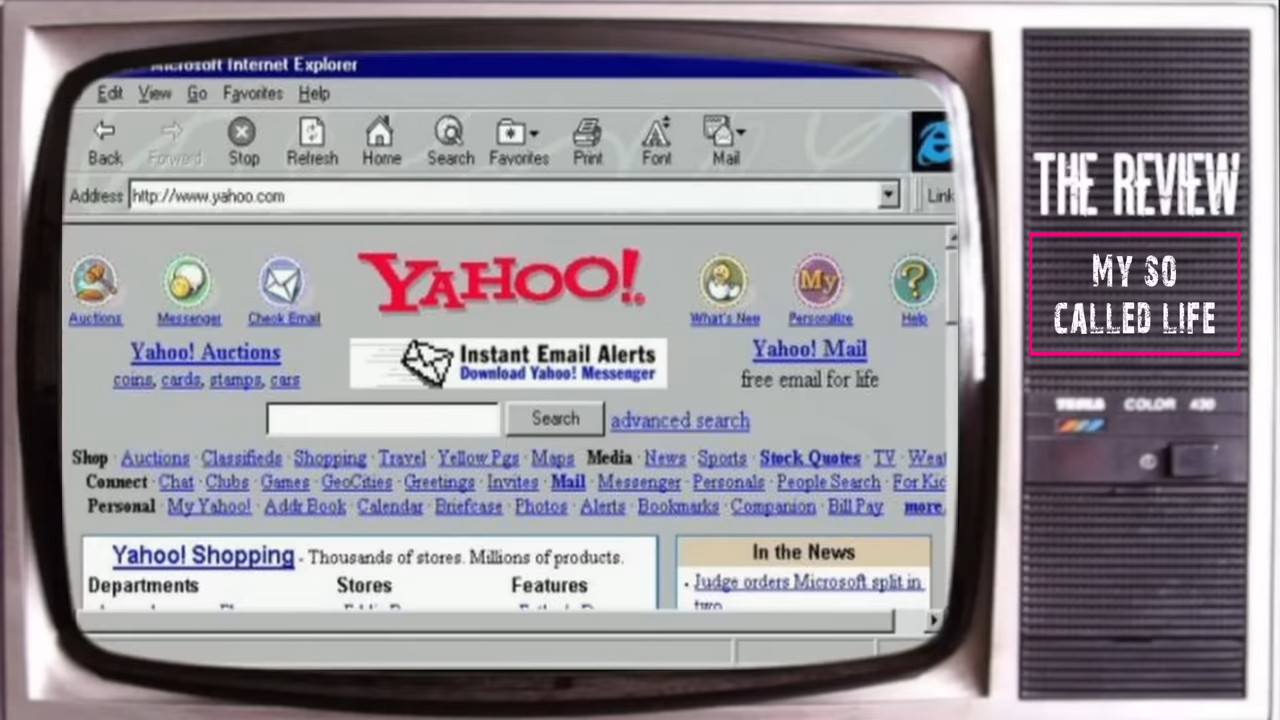 Microsoft Internet Explorer
Edit View Go Favorites Help
Back Forward Stop Refresh Home Search Favorites Print Font Mail
Address http://www.yahoo.com Link
YAHOO!
My
Auctions Messenger Check Email What's New Personalize Help
Yahoo! Auctions
coins, cards, stamps, cars
Instant Email Alerts
Download Yahoo! Messenger
Yahoo! Mail
free email for life
Search advanced search
Shop · Auctions · Classifieds · Shopping · Travel · Yellow Pgs · Maps Media · News · Sports · Stock Quotes · TV · Weat
Connect · Chat · Clubs · Games · GeoCities · Greetings · Invites · Mail · Messenger · Personals · People Search · For Kid
Personal · My Yahoo! · Addr Book · Calendar · Briefcase · Photos · Alerts · Bookmarks · Companion · Bill Pay more.
Yahoo! Shopping - Thousands of stores. Millions of products.
Departments Stores Features
In the News
· Judge orders Microsoft split in
two
THE REVIEW
MY SO
CALLED LIFE
TESLA COLOR 430